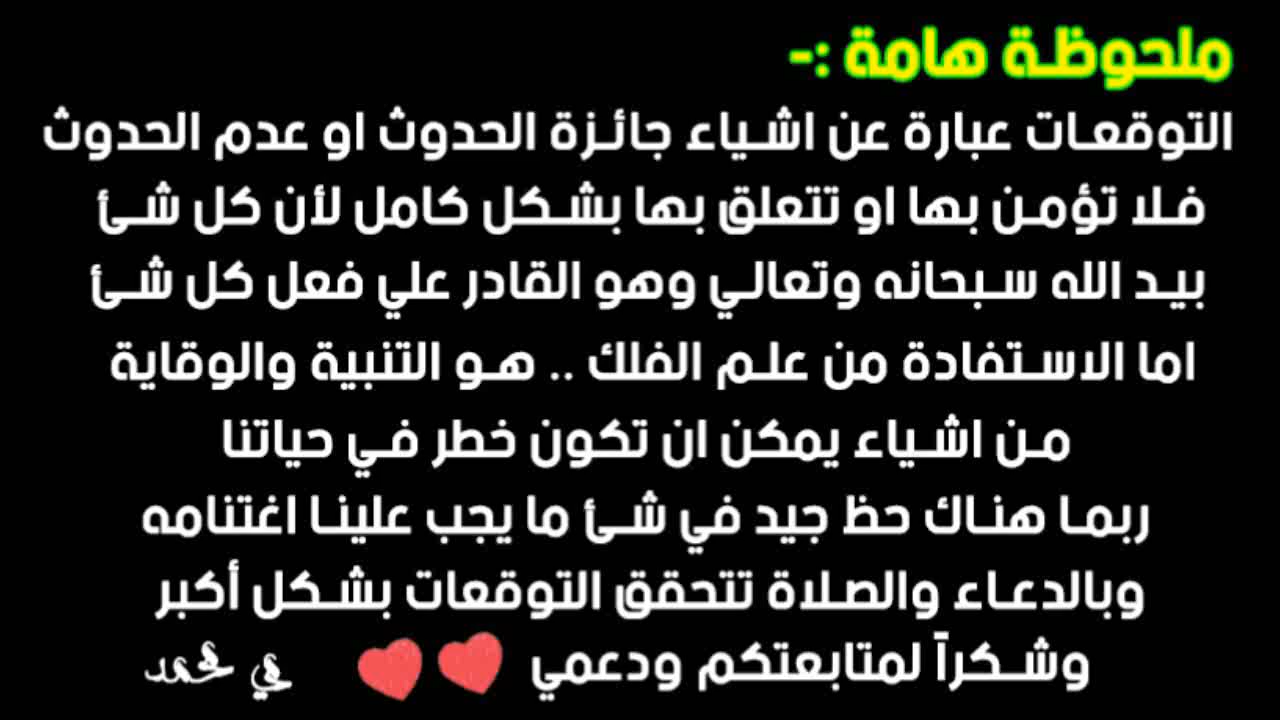 ملحوظة هامة :-
التوقعات عبارة عن اشياء جائزة الحدوث او عدم الحدوث
فلا تؤمن بها او تتعلق بها بشكل كامل لأن كل شئ
بيد الله سبحانه وتعالي وهو القادر علي فعل كل شئ
اما الاستفادة من علم الفلك .. هو التنبية والوقاية
من اشياء يمكن ان تكون خطر في حياتنا
ربما هناك حظ جيد في شئ ما يجب علينا اغتنامه
وبالدعاء والصلاة تتحقق التوقعات بشكل أكبر
وشكراً لمتابعتكم ودعمي محمد